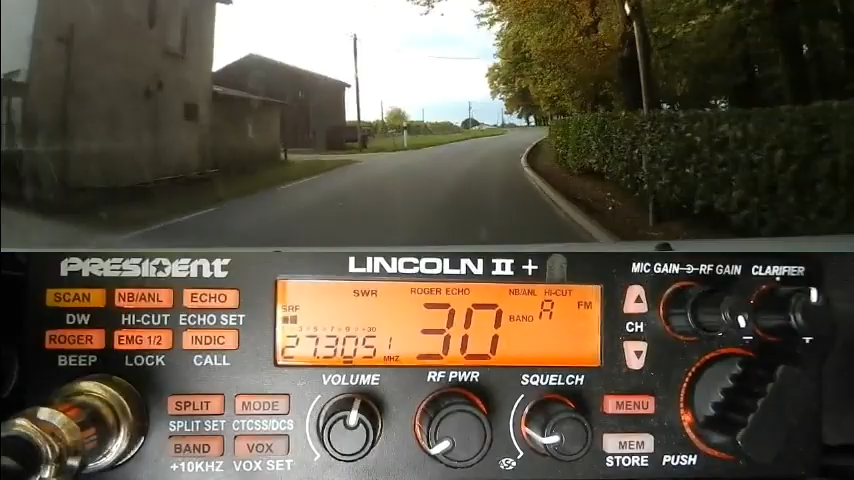 PRESIDENT LINCOLN II + MIC GAIN RF GAIN CLARIFIER
SCAN NB/ANL ECHO SWR ROGER ECHO NB/ANL HI-CUT
DW HI-CUT ECHO SET SRF 30 BAND A FM
CH
ROGER EMG 1/2 INDIC 27.3051 MHZ
BEEP LOCK CALL
VOLUME RF PWR SQUELCH
SPLIT MODE MENU
SPLIT SET CTCSS/DCS
BAND VOX MEM
+10KHZ VOX SET ASC STORE PUSH